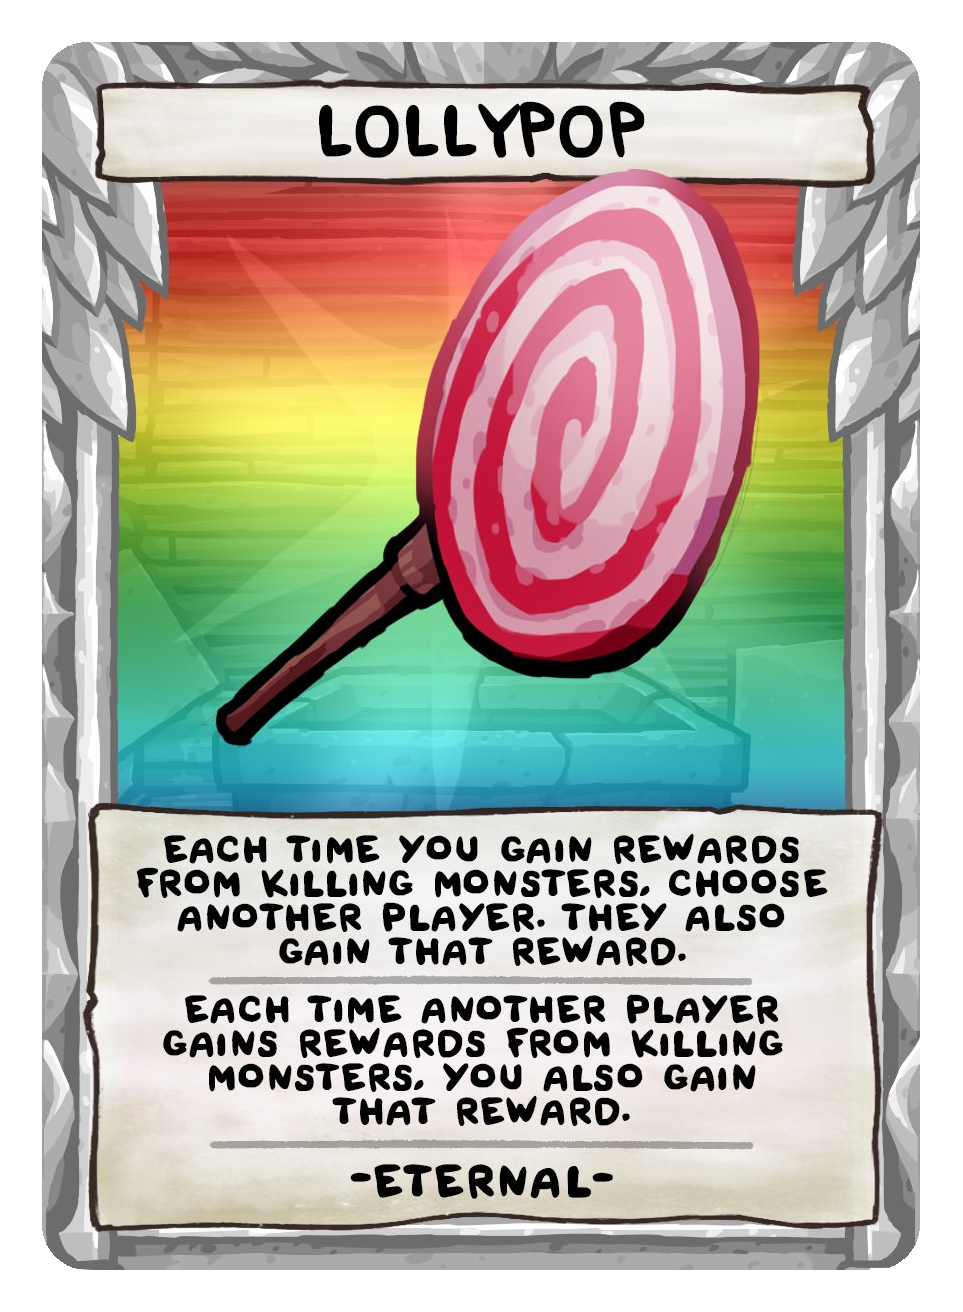 LOLLYPOP
EACH TIME YOU GAIN REWARDS
FROM KILLING MONSTERS, CHOOSE
ANOTHER PLAYER. THEY ALSO
GAIN THAT REWARD.
EACH TIME ANOTHER PLAYER
GAINS REWARDS FROM KILLING
MONSTERS, YOU ALSO GAIN
THAT REWARD.
-ETERNAL-